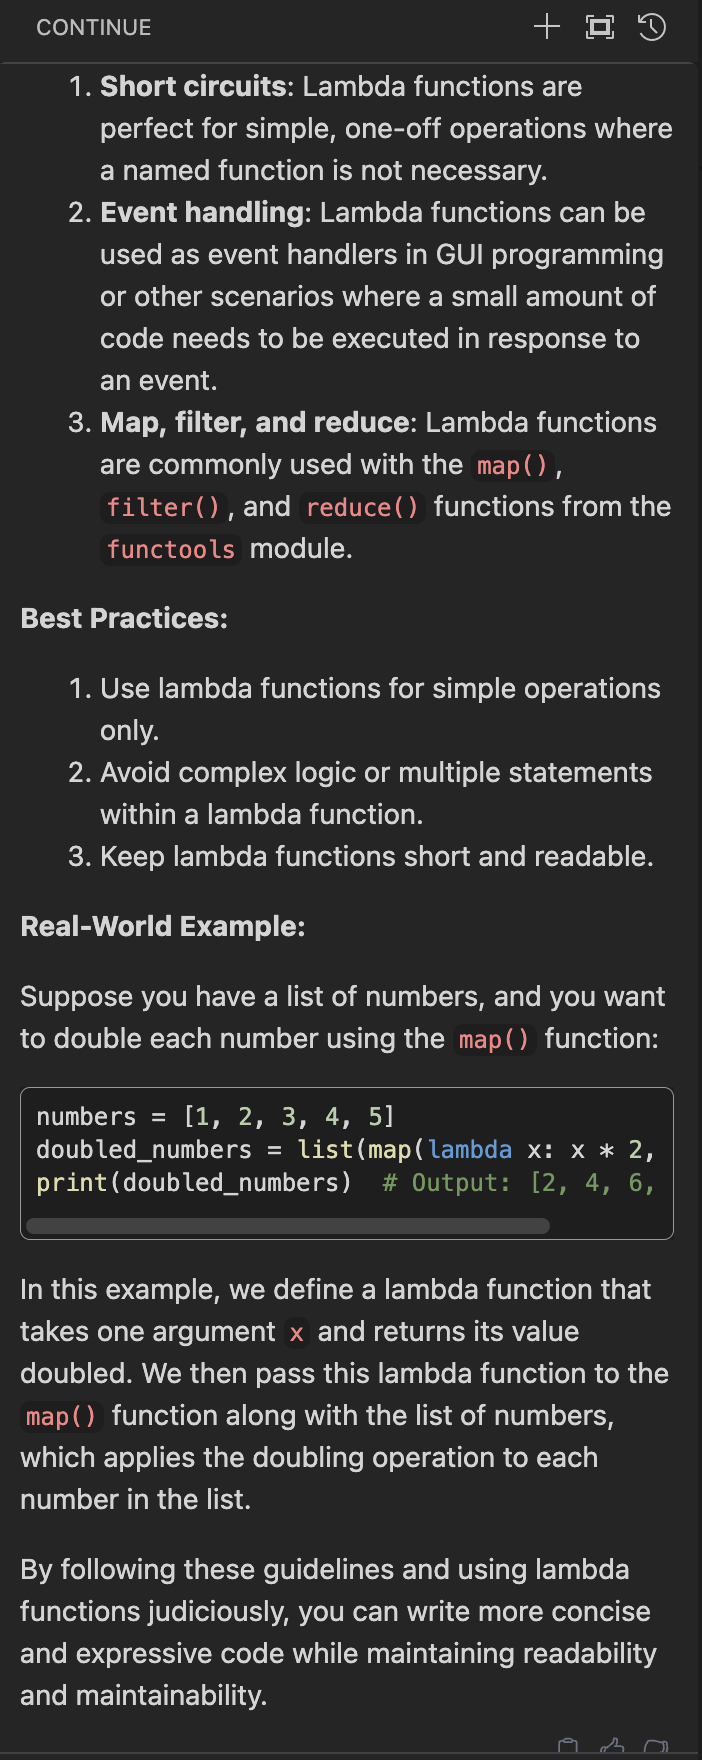 CONTINUE
1. Short circuits: Lambda functions are
perfect for simple, one-off operations where
a named function is not necessary.
2. Event handling: Lambda functions can be
used as event handlers in GUI programming
or other scenarios where a small amount of
code needs to be executed in response to
an event.
3. Map, filter, and reduce: Lambda functions
are commonly used with the map(),
filter(), and reduce() functions from the
functools module.
Best Practices:
1. Use lambda functions for simple operations
only.
2. Avoid complex logic or multiple statements
within a lambda function.
3. Keep lambda functions short and readable.
Real-World Example:
Suppose you have a list of numbers, and you want
to double each number using the map() function:
numbers = [1, 2, 3, 4, 5]
doubled_numbers = list(map(lambda x: x * 2,
print(doubled_numbers)  # Output: [2, 4, 6,
In this example, we define a lambda function that
takes one argument x and returns its value
doubled. We then pass this lambda function to the
map() function along with the list of numbers,
which applies the doubling operation to each
number in the list.
By following these guidelines and using lambda
functions judiciously, you can write more concise
and expressive code while maintaining readability
and maintainability.